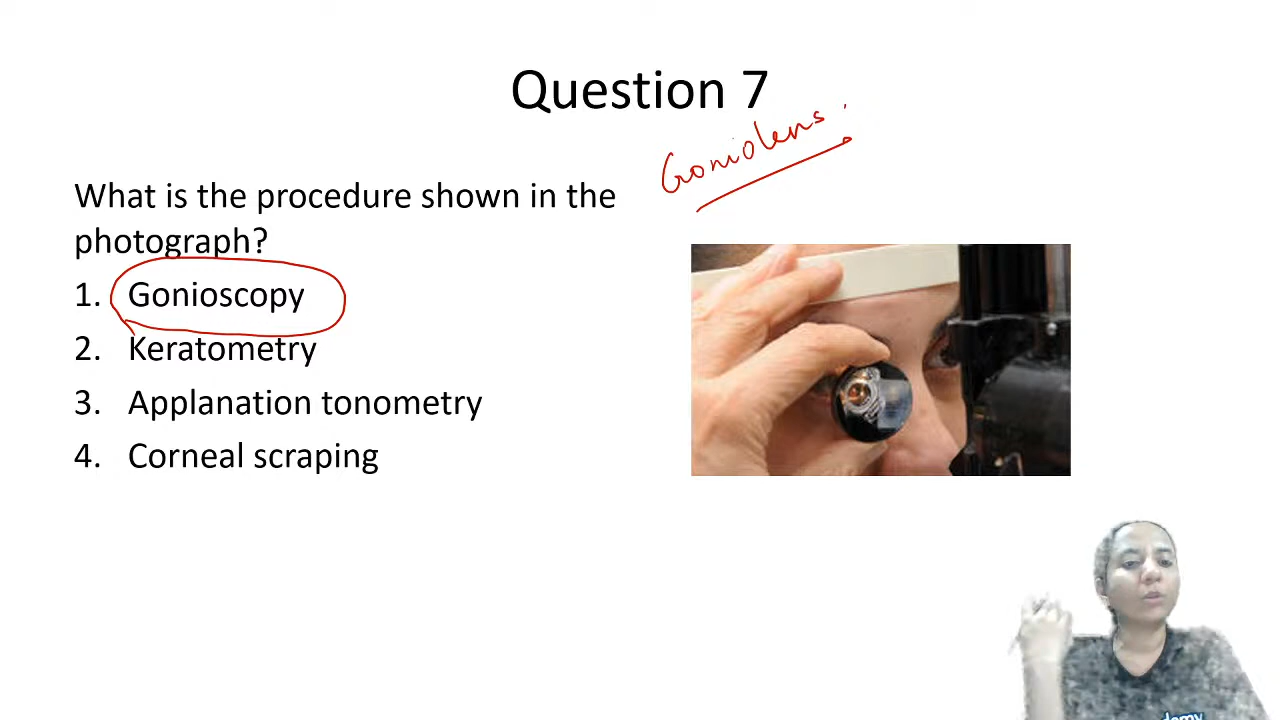 Question 7
Goniolens.
What is the procedure shown in the
photograph?
1. Gonioscopy
2. Keratometry
3. Applanation tonometry
4. Corneal scraping